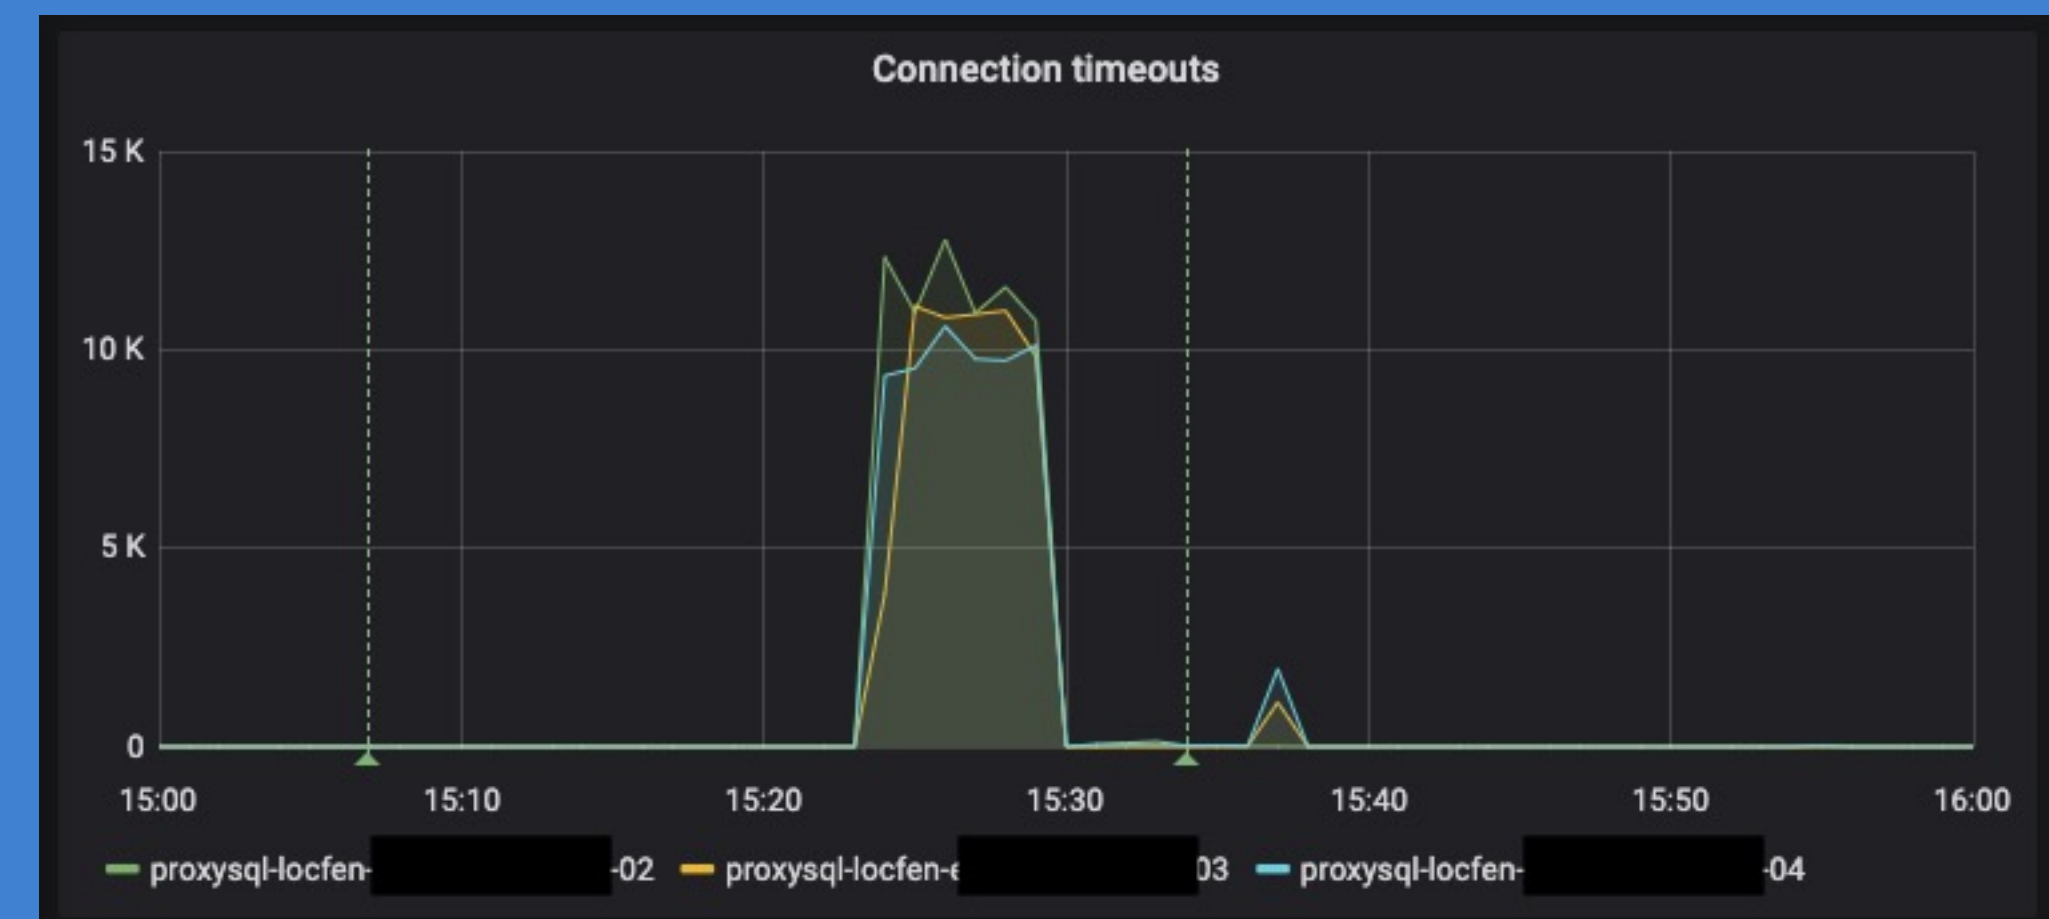 Connection timeouts
15 K
10 K
5 K
0
15:00 15:10 15:20 15:30 15:40 15:50 16:00
proxysql-locfen- -02 proxysql-locfen-e 03 proxysql-locfen- -04